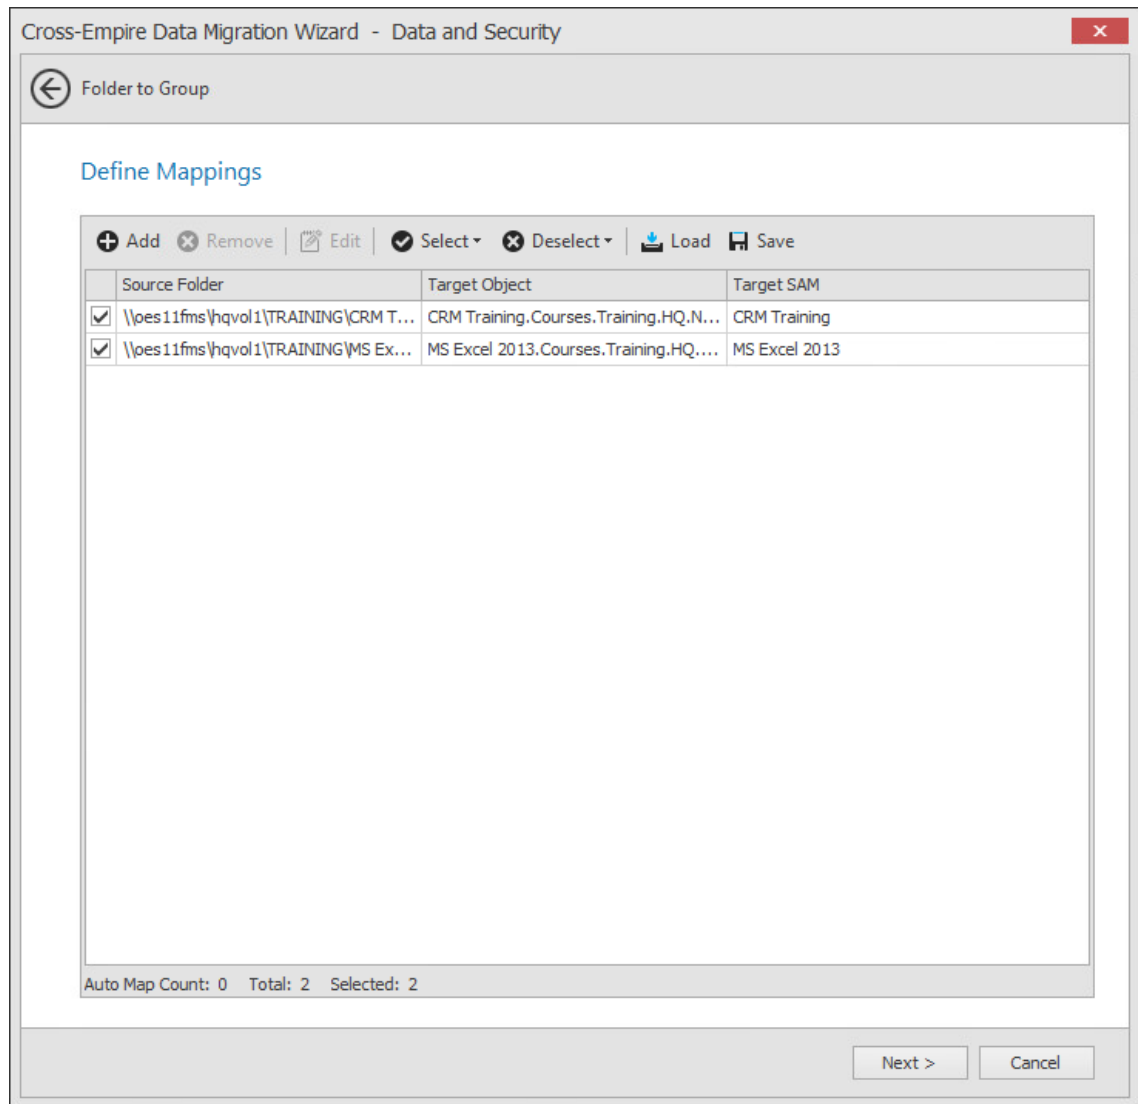 Cross-Empire Data Migration Wizard - Data and Security
Folder to Group
Define Mappings
Add Remove Edit Select Deselect Load Save
Source Folder Target Object Target SAM
\\oes11fms\hqvol1\TRAINING\CRM T... CRM Training.Courses.Training.HQ.N... CRM Training
\\oes11fms\hqvol1\TRAINING\MS Ex... MS Excel 2013.Courses.Training.HQ.... MS Excel 2013
Auto Map Count: 0 Total: 2 Selected: 2
Next > Cancel